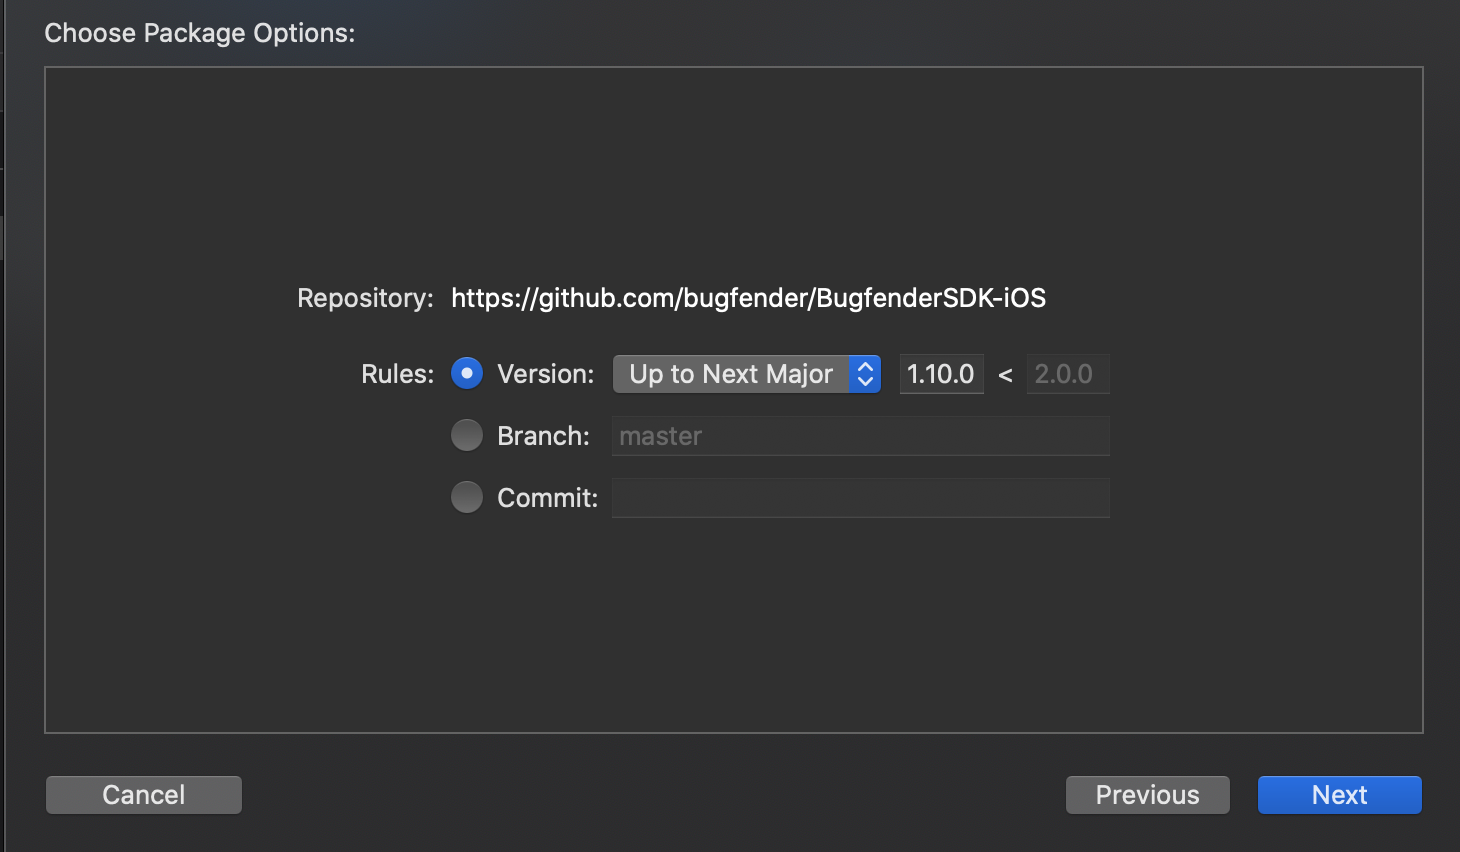 Choose Package Options:
Repository: https://github.com/bugfender/BugfenderSDK-iOS
Rules: Version: Up to Next Major 1.10.0 < 2.0.0
Branch: master
Commit:
Cancel Previous Next